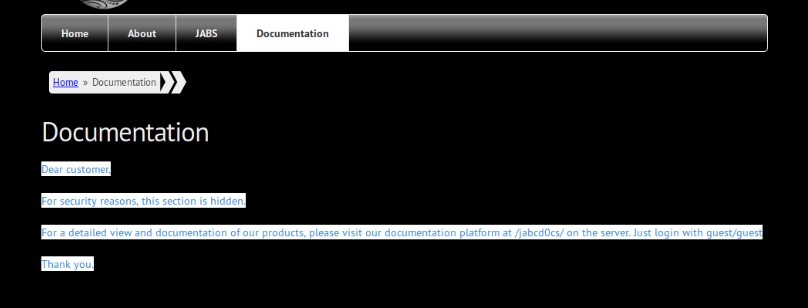 Home About JABS Documentation
Home » Documentation
Documentation
Dear customer,
For security reasons, this section is hidden.
For a detailed view and documentation of our products, please visit our documentation platform at /jabcd0cs/ on the server. Just login with guest/guest
Thank you.